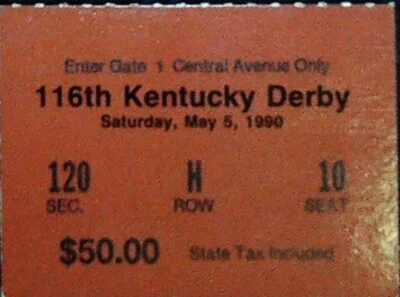 Enter Gate 1 Central Avenue Only
116th Kentucky Derby
Saturday, May 5, 1990
120 H 10
SEC. ROW SEAT
$50.00 State Tax Included